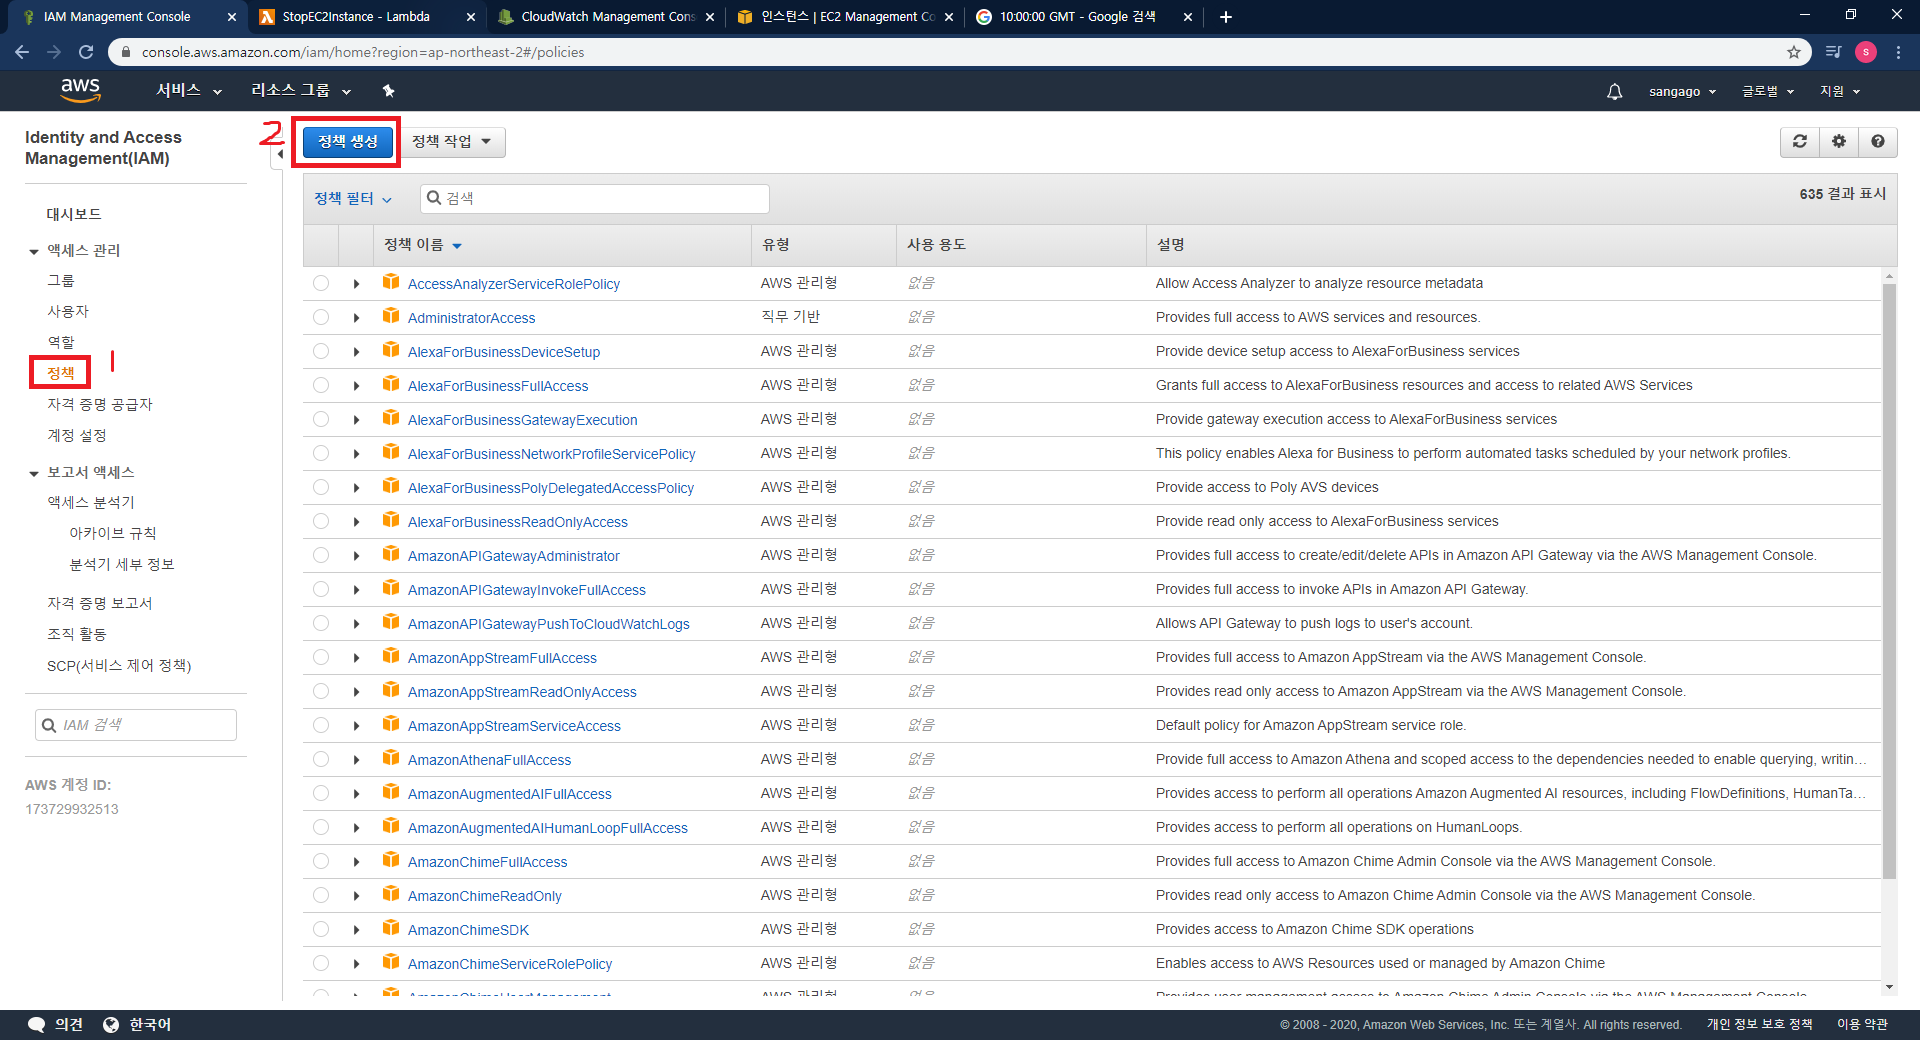 IAM Management Console
StopEC2Instance - Lambda
CloudWatch Management Con
인스턴스 | EC2 Management Co
10:00:00 GMT - Google 검색
console.aws.amazon.com/iam/home?region=ap-northeast-2#/policies
s
aws
서비스
리소스 그룹
sangago
글로벌
지원
Identity and Access
Management(IAM)
대시보드
액세스 관리
그룹
사용자
역할
정책
1
자격 증명 공급자
계정 설정
보고서 액세스
액세스 분석기
아카이브 규칙
분석기 세부 정보
자격 증명 보고서
조직 활동
SCP(서비스 제어 정책)
IAM 검색
AWS 계정 ID:
173729932513
2
정책 생성
정책 작업
정책 필터
검색
635 결과 표시
정책 이름 유형 사용 용도 설명
AccessAnalyzerServiceRolePolicy AWS 관리형 없음 Allow Access Analyzer to analyze resource metadata
AdministratorAccess 직무 기반 없음 Provides full access to AWS services and resources.
AlexaForBusinessDeviceSetup AWS 관리형 없음 Provide device setup access to AlexaForBusiness services
AlexaForBusinessFullAccess AWS 관리형 없음 Grants full access to AlexaForBusiness resources and access to related AWS Services
AlexaForBusinessGatewayExecution AWS 관리형 없음 Provide gateway execution access to AlexaForBusiness services
AlexaForBusinessNetworkProfileServicePolicy AWS 관리형 없음 This policy enables Alexa for Business to perform automated tasks scheduled by your network profiles.
AlexaForBusinessPolyDelegatedAccessPolicy AWS 관리형 없음 Provide access to Poly AVS devices
AlexaForBusinessReadOnlyAccess AWS 관리형 없음 Provide read only access to AlexaForBusiness services
AmazonAPIGatewayAdministrator AWS 관리형 없음 Provides full access to create/edit/delete APIs in Amazon API Gateway via the AWS Management Console.
AmazonAPIGatewayInvokeFullAccess AWS 관리형 없음 Provides full access to invoke APIs in Amazon API Gateway.
AmazonAPIGatewayPushToCloudWatchLogs AWS 관리형 없음 Allows API Gateway to push logs to user's account.
AmazonAppStreamFullAccess AWS 관리형 없음 Provides full access to Amazon AppStream via the AWS Management Console.
AmazonAppStreamReadOnlyAccess AWS 관리형 없음 Provides read only access to Amazon AppStream via the AWS Management Console.
AmazonAppStreamServiceAccess AWS 관리형 없음 Default policy for Amazon AppStream service role.
AmazonAthenaFullAccess AWS 관리형 없음 Provide full access to Amazon Athena and scoped access to the dependencies needed to enable querying, writin...
AmazonAugmentedAIFullAccess AWS 관리형 없음 Provides access to perform all operations Amazon Augmented AI resources, including FlowDefinitions, HumanTa...
AmazonAugmentedAIHumanLoopFullAccess AWS 관리형 없음 Provides access to perform all operations on HumanLoops.
AmazonChimeFullAccess AWS 관리형 없음 Provides full access to Amazon Chime Admin Console via the AWS Management Console.
AmazonChimeReadOnly AWS 관리형 없음 Provides read only access to Amazon Chime Admin Console via the AWS Management Console.
AmazonChimeSDK AWS 관리형 없음 Provides access to Amazon Chime SDK operations
AmazonChimeServiceRolePolicy AWS 관리형 없음 Enables access to AWS Resources used or managed by Amazon Chime
AmazonChimeUserManagement AWS 관리형 없음 Provides user management access to Amazon Chime Admin Console via the AWS Management Console.
의견
한국어
© 2008 - 2020, Amazon Web Services, Inc. 또는 계열사. All rights reserved.
개인 정보 보호 정책
이용 약관